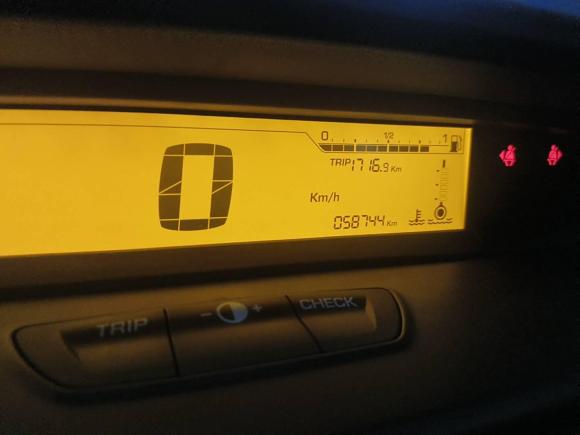 0 1/2 1
TRIP 1716.9 Km
0
Km/h
058744 Km
TRIP - + CHECK